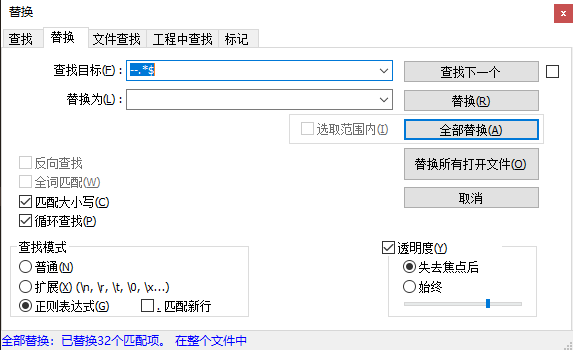 替换
查找 替换 文件查找 工程中查找 标记
查找目标(F) : --.*$ 查找下一个
替换为(L) : 替换(R)
选取范围内(I) 全部替换(A)
反向查找 替换所有打开文件(O)
全词匹配(W)
匹配大小写(C) 取消
循环查找(P)
查找模式 透明度(Y)
普通(N) 失去焦点后
扩展(X) (\n, \r, \t, \0, \x...) 始终
正则表达式(G) . 匹配新行
全部替换: 已替换32个匹配项。 在整个文件中